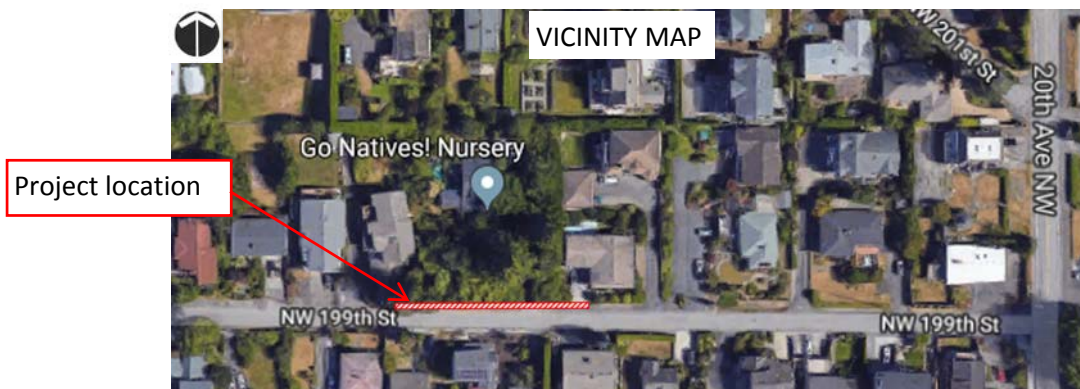 VICINITY MAP
NW 201st St
20th Ave NW
Go Natives! Nursery
Project location
NW 199th St
NW 199th St